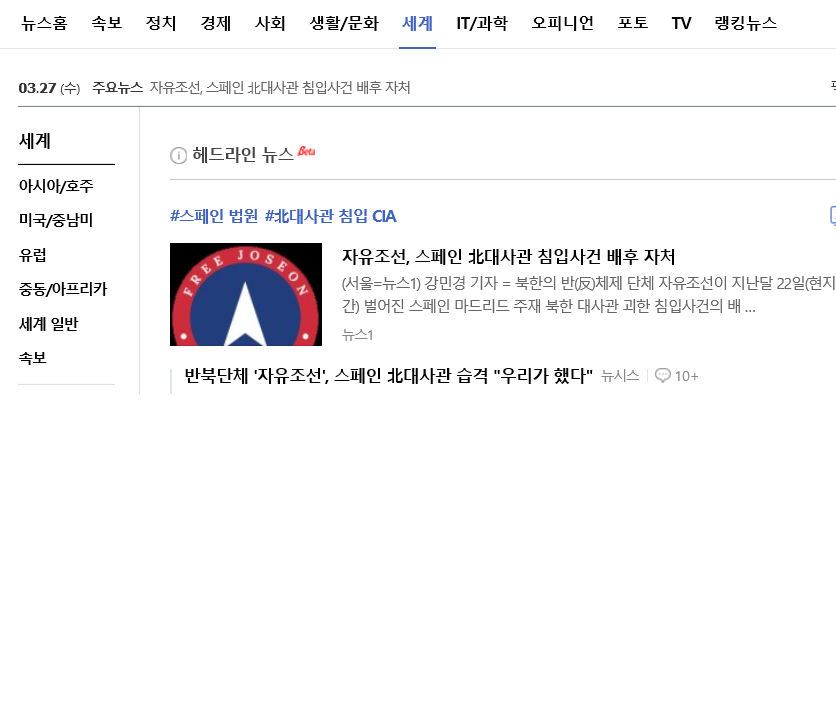 뉴스홈 속보 정치 경제 사회 생활/문화 세계 IT/과학 오피니언 포토 TV 랭킹뉴스
03.27 (수) 주요뉴스 자유조선, 스페인 北대사관 침입사건 배후 자처
세계
아시아/호주
미국/중남미
유럽
중동/아프리카
세계 일반
속보
헤드라인 뉴스 Beta
#스페인 법원 #北대사관 침입 CIA
FREE JOSEON
자유조선, 스페인 北대사관 침입사건 배후 자처
(서울=뉴스1) 강민경 기자 = 북한의 반(反)체제 단체 자유조선이 지난달 22일(현지
간) 벌어진 스페인 마드리드 주재 북한 대사관 괴한 침입사건의 배 ...
뉴스1
반북단체 '자유조선', 스페인 北대사관 습격 "우리가 했다" 뉴시스 10+